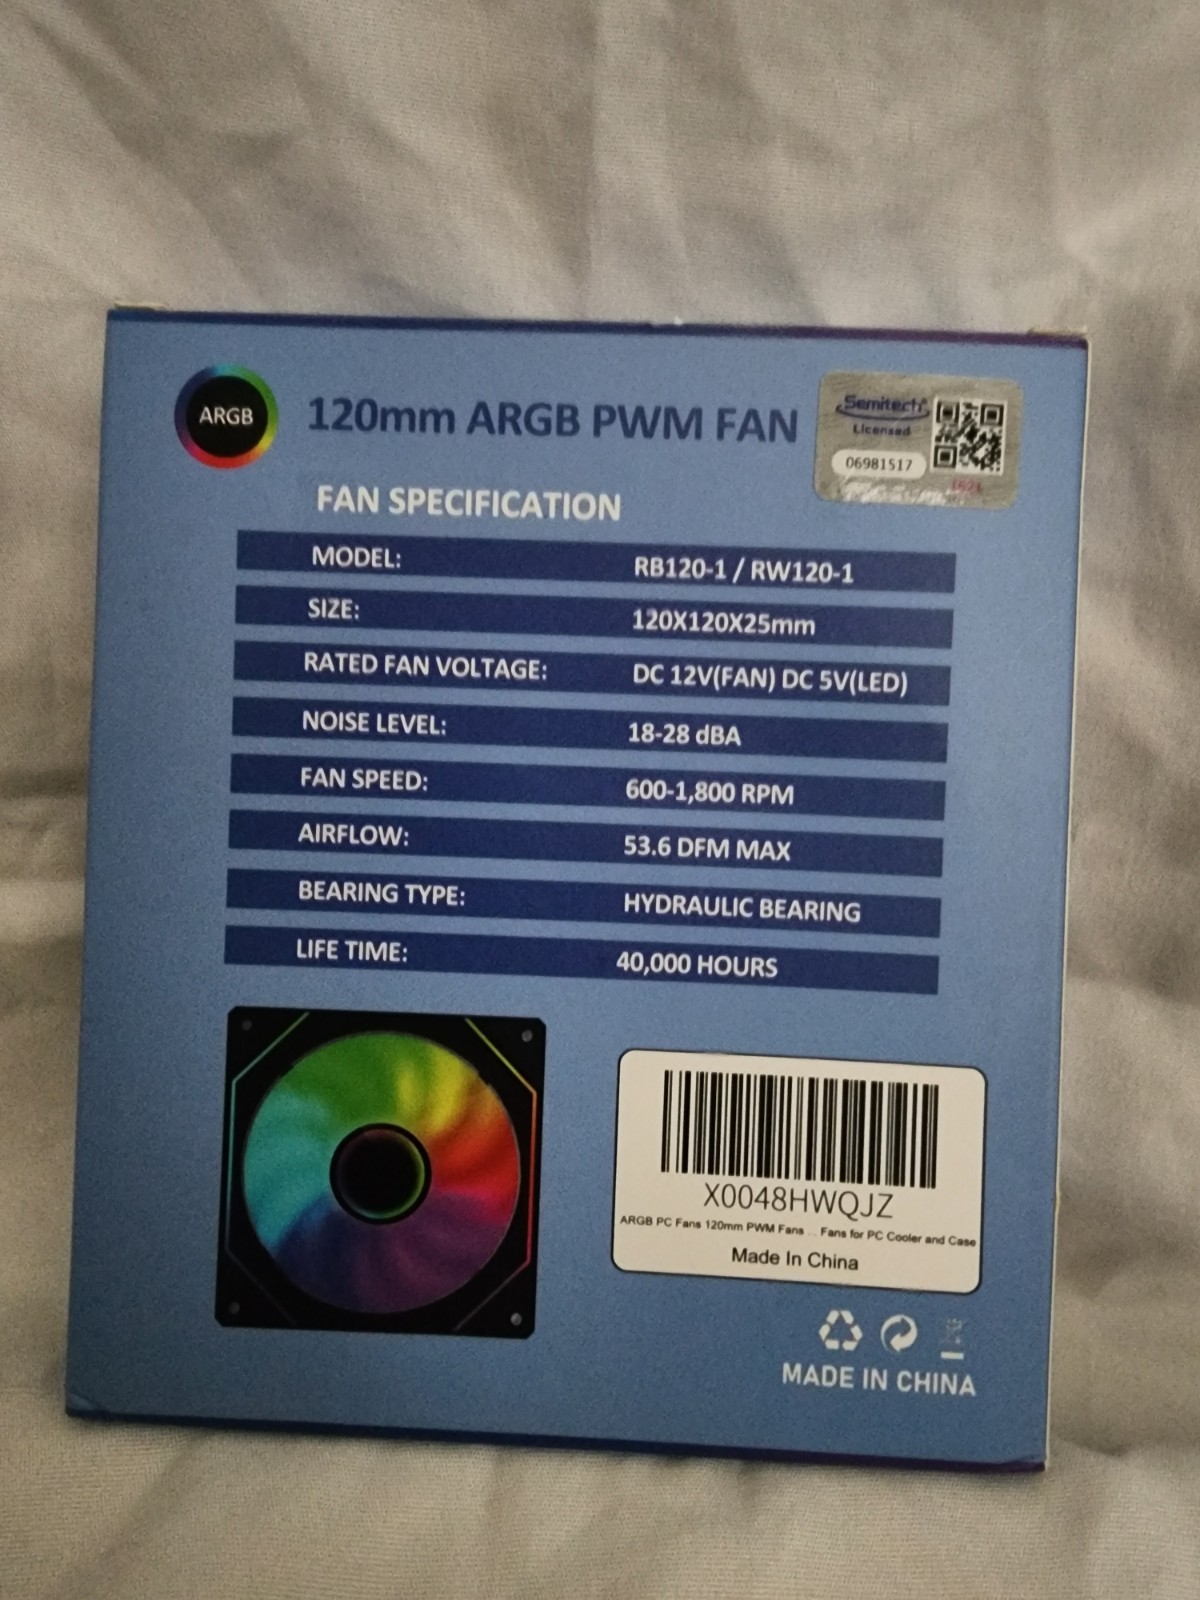 ARGB
120mm ARGB PWM FAN
Semitech®
Licensed
06981517
1621
FAN SPECIFICATION
MODEL: RB120-1 / RW120-1
SIZE: 120X120X25mm
RATED FAN VOLTAGE: DC 12V(FAN) DC 5V(LED)
NOISE LEVEL: 18-28 dBA
FAN SPEED: 600-1,800 RPM
AIRFLOW: 53.6 DFM MAX
BEARING TYPE: HYDRAULIC BEARING
LIFE TIME: 40,000 HOURS
X0048HWQJZ
ARGB PC Fans 120mm PWM Fans ... Fans for PC Cooler and Case
Made In China
MADE IN CHINA